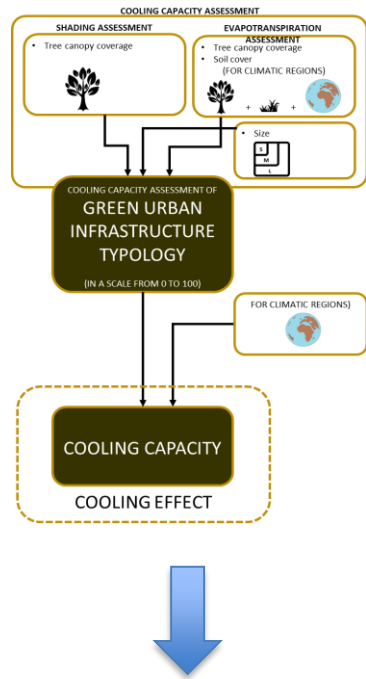 COOLING CAPACITY ASSESSMENT
SHADING ASSESSMENT
• Tree canopy coverage
EVAPOTRANSPIRATION
ASSESSMENT
• Tree canopy coverage
• Soil cover
(FOR CLIMATIC REGIONS)
+ +
• Size
S
M
L
COOLING CAPACITY ASSESSMENT OF
GREEN URBAN
INFRASTRUCTURE
TYPOLOGY
(IN A SCALE FROM 0 TO 100)
FOR CLIMATIC REGIONS)
COOLING CAPACITY
COOLING EFFECT